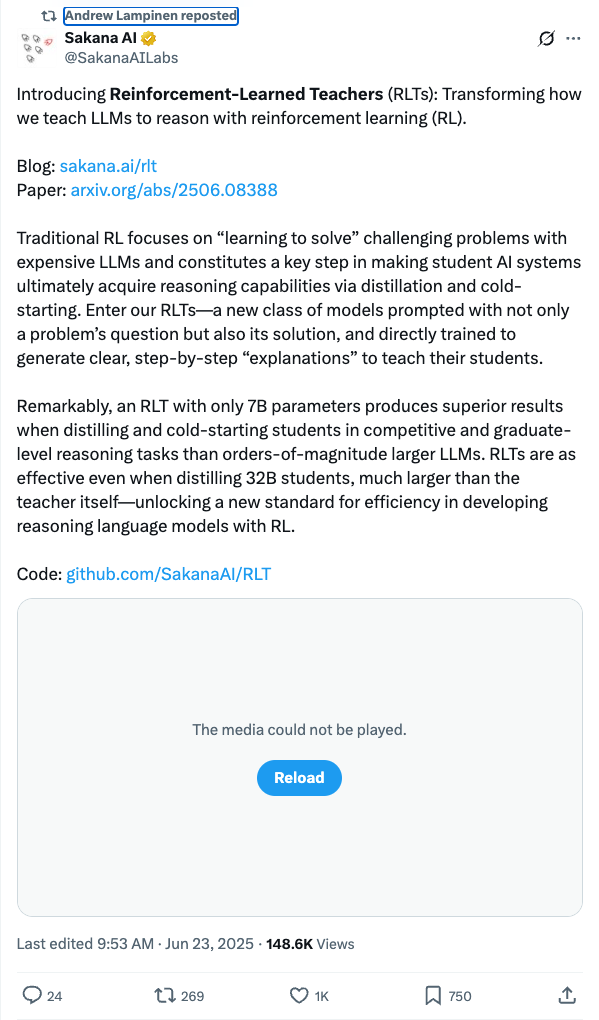 Andrew Lampinen reposted
Sakana AI
@SakanaAILabs
Introducing Reinforcement-Learned Teachers (RLTs): Transforming how
we teach LLMs to reason with reinforcement learning (RL).
Blog: sakana.ai/rlt
Paper: arxiv.org/abs/2506.08388
Traditional RL focuses on “learning to solve” challenging problems with
expensive LLMs and constitutes a key step in making student AI systems
ultimately acquire reasoning capabilities via distillation and cold-
starting. Enter our RLTs—a new class of models prompted with not only
a problem’s question but also its solution, and directly trained to
generate clear, step-by-step “explanations” to teach their students.
Remarkably, an RLT with only 7B parameters produces superior results
when distilling and cold-starting students in competitive and graduate-
level reasoning tasks than orders-of-magnitude larger LLMs. RLTs are as
effective even when distilling 32B students, much larger than the
teacher itself—unlocking a new standard for efficiency in developing
reasoning language models with RL.
Code: github.com/SakanaAI/RLT
The media could not be played.
Reload
Last edited 9:53 AM · Jun 23, 2025 · 148.6K Views
24 269 1K 750